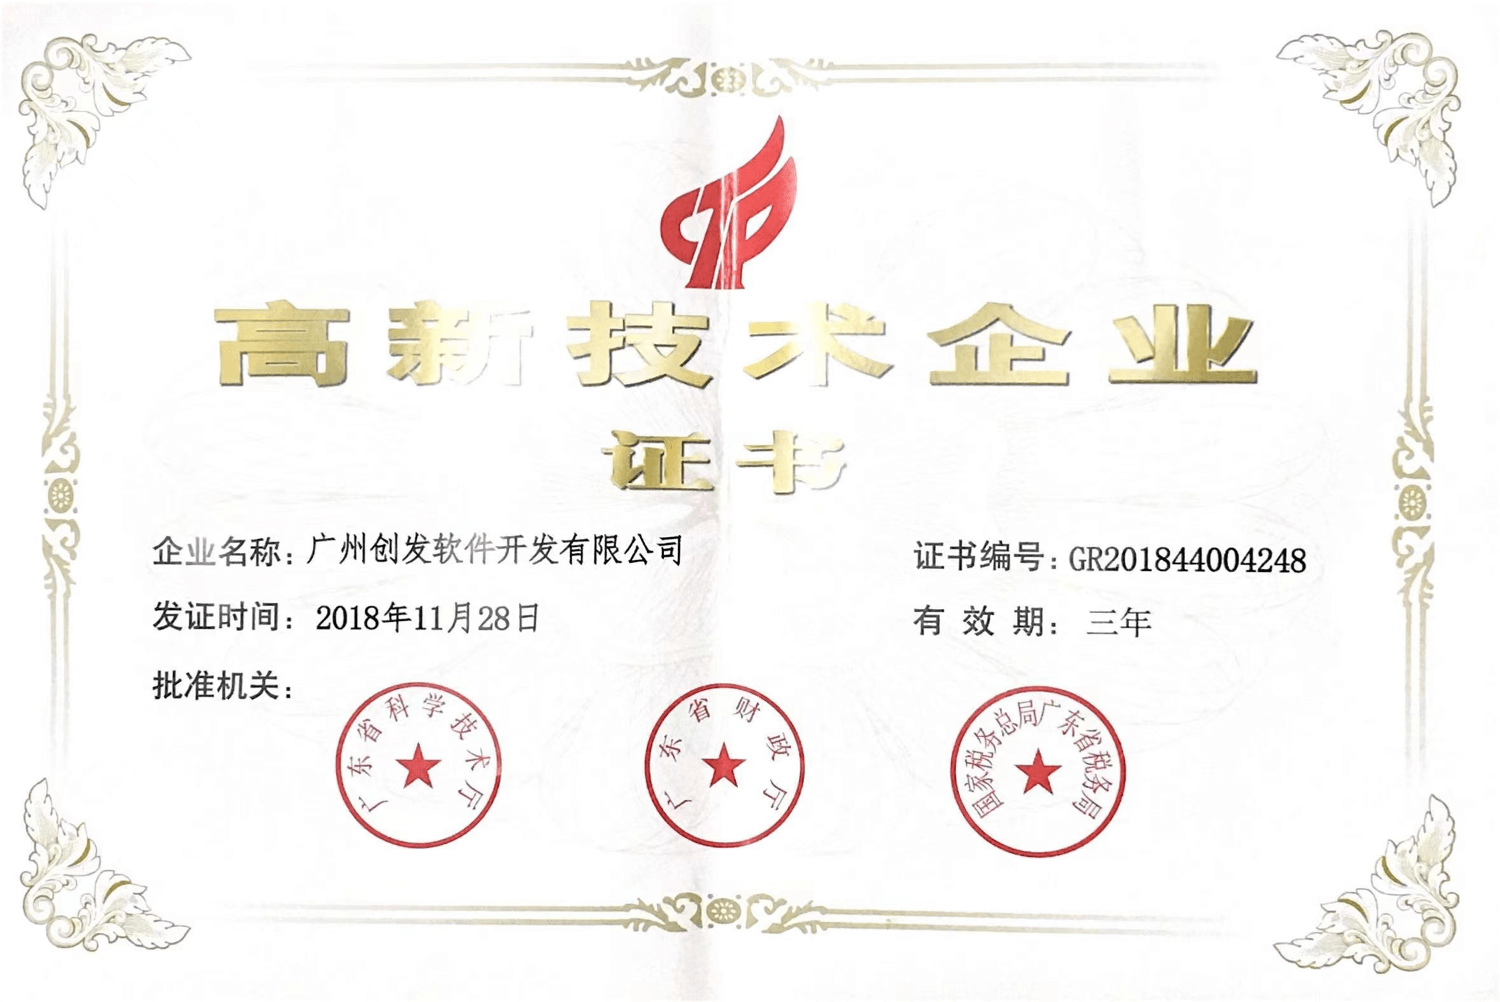 高新技术企业
证书
企业名称：广州创发软件开发有限公司
证书编号：GR201844004248
发证时间：2018年11月28日
有效期：三年
批准机关：
广东省科学技术厅
广东省财政厅
国家税务总局广东省税务局